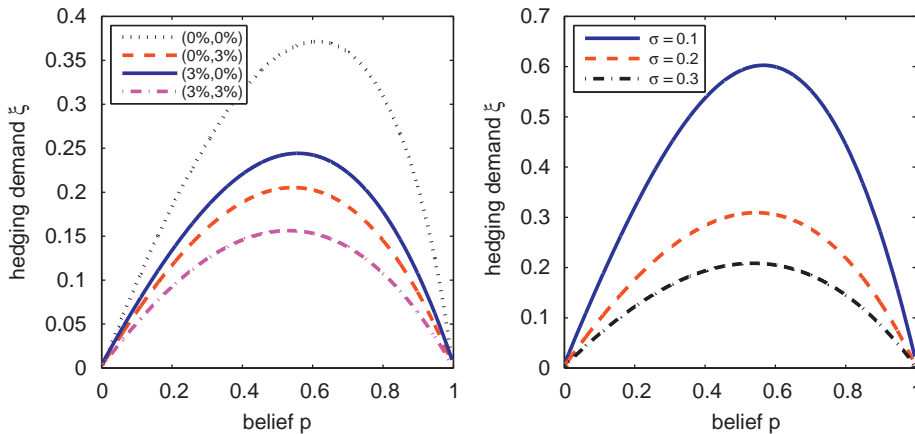 0.4
0.35
0.3
0.25
0.2
0.15
0.1
0.05
0
hedging demand ξ
(0%,0%)
(0%,3%)
(3%,0%)
(3%,3%)
0 0.2 0.4 0.6 0.8 1
belief p
0.7
0.6
0.5
0.4
0.3
0.2
0.1
0
hedging demand ξ
σ = 0.1
σ = 0.2
σ = 0.3
0 0.2 0.4 0.6 0.8 1
belief p